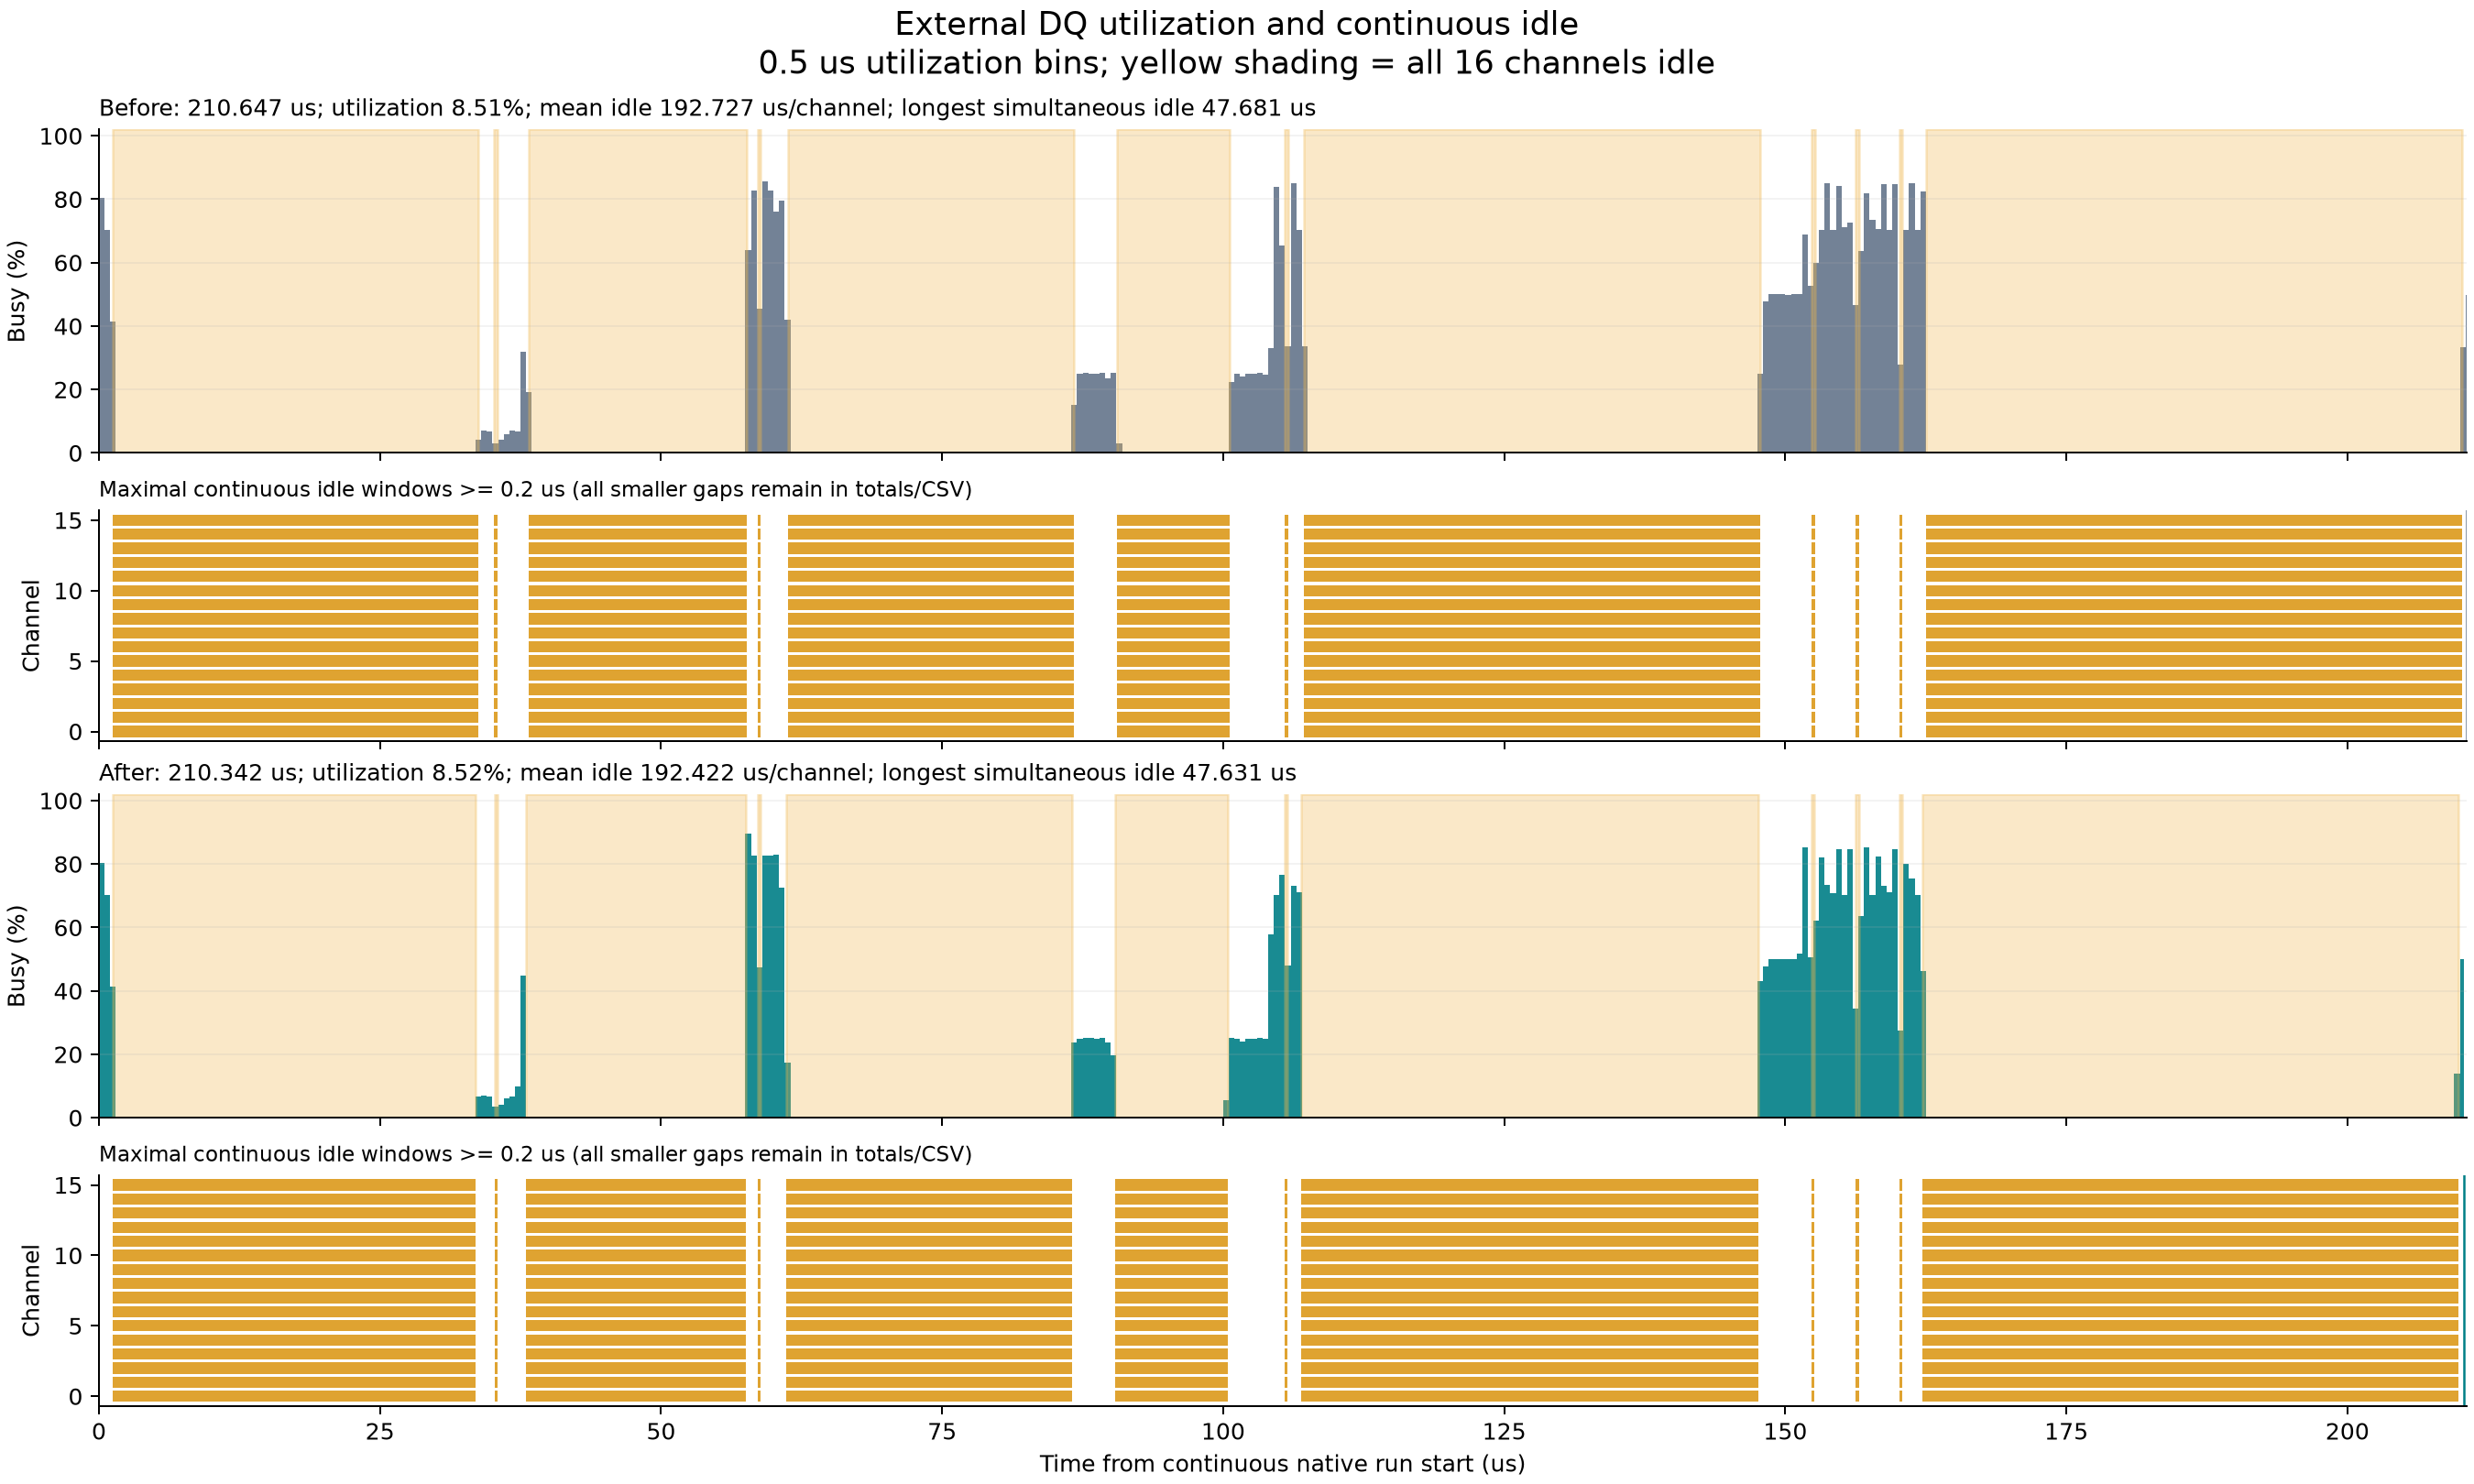 External DQ utilization and continuous idle
0.5 us utilization bins; yellow shading = all 16 channels idle
Before: 210.647 us; utilization 8.51%; mean idle 192.727 us/channel; longest simultaneous idle 47.681 us
100
80
60
40
20
0
Busy (%)
Maximal continuous idle windows >= 0.2 us (all smaller gaps remain in totals/CSV)
15
10
5
0
Channel
After: 210.342 us; utilization 8.52%; mean idle 192.422 us/channel; longest simultaneous idle 47.631 us
100
80
60
40
20
0
Busy (%)
Maximal continuous idle windows >= 0.2 us (all smaller gaps remain in totals/CSV)
15
10
5
0
Channel
0 25 50 75 100 125 150 175 200
Time from continuous native run start (us)